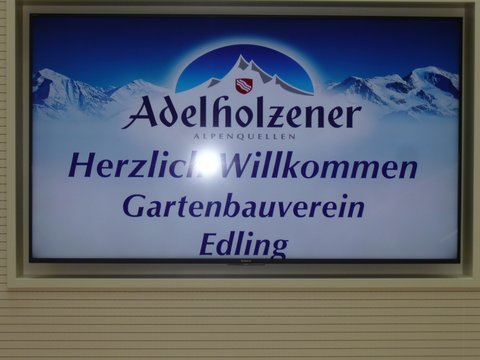 Adelholzener
ALPENQUELLEN
Herzlich Willkommen
Gartenbauverein
Edling